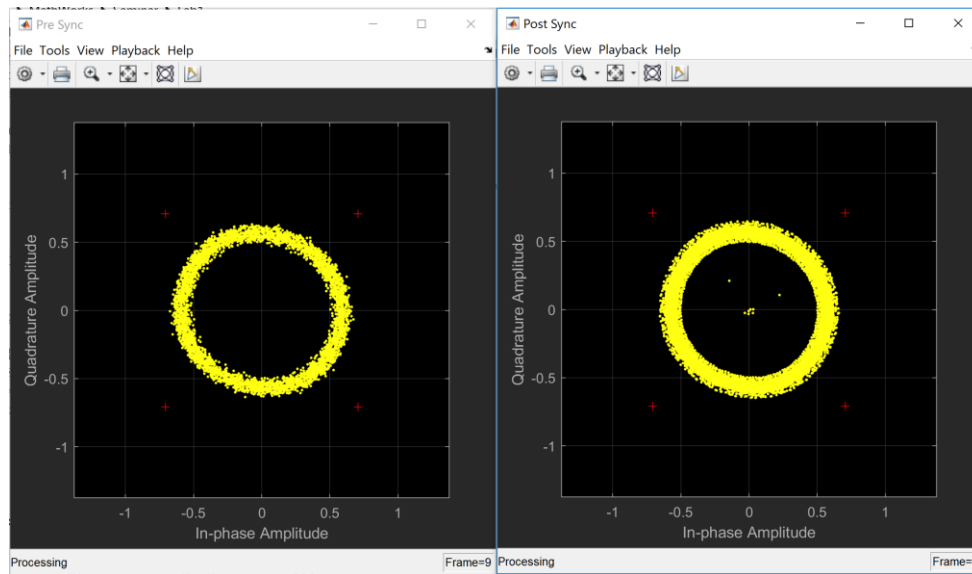 Pre Sync
File Tools View Playback Help
1
0.5
0
-0.5
-1
Quadrature Amplitude
-1
-0.5
0
0.5
1
In-phase Amplitude
Processing
Frame=9
Post Sync
File Tools View Playback Help
1
0.5
0
-0.5
-1
Quadrature Amplitude
-1
-0.5
0
0.5
1
In-phase Amplitude
Processing
Frame=